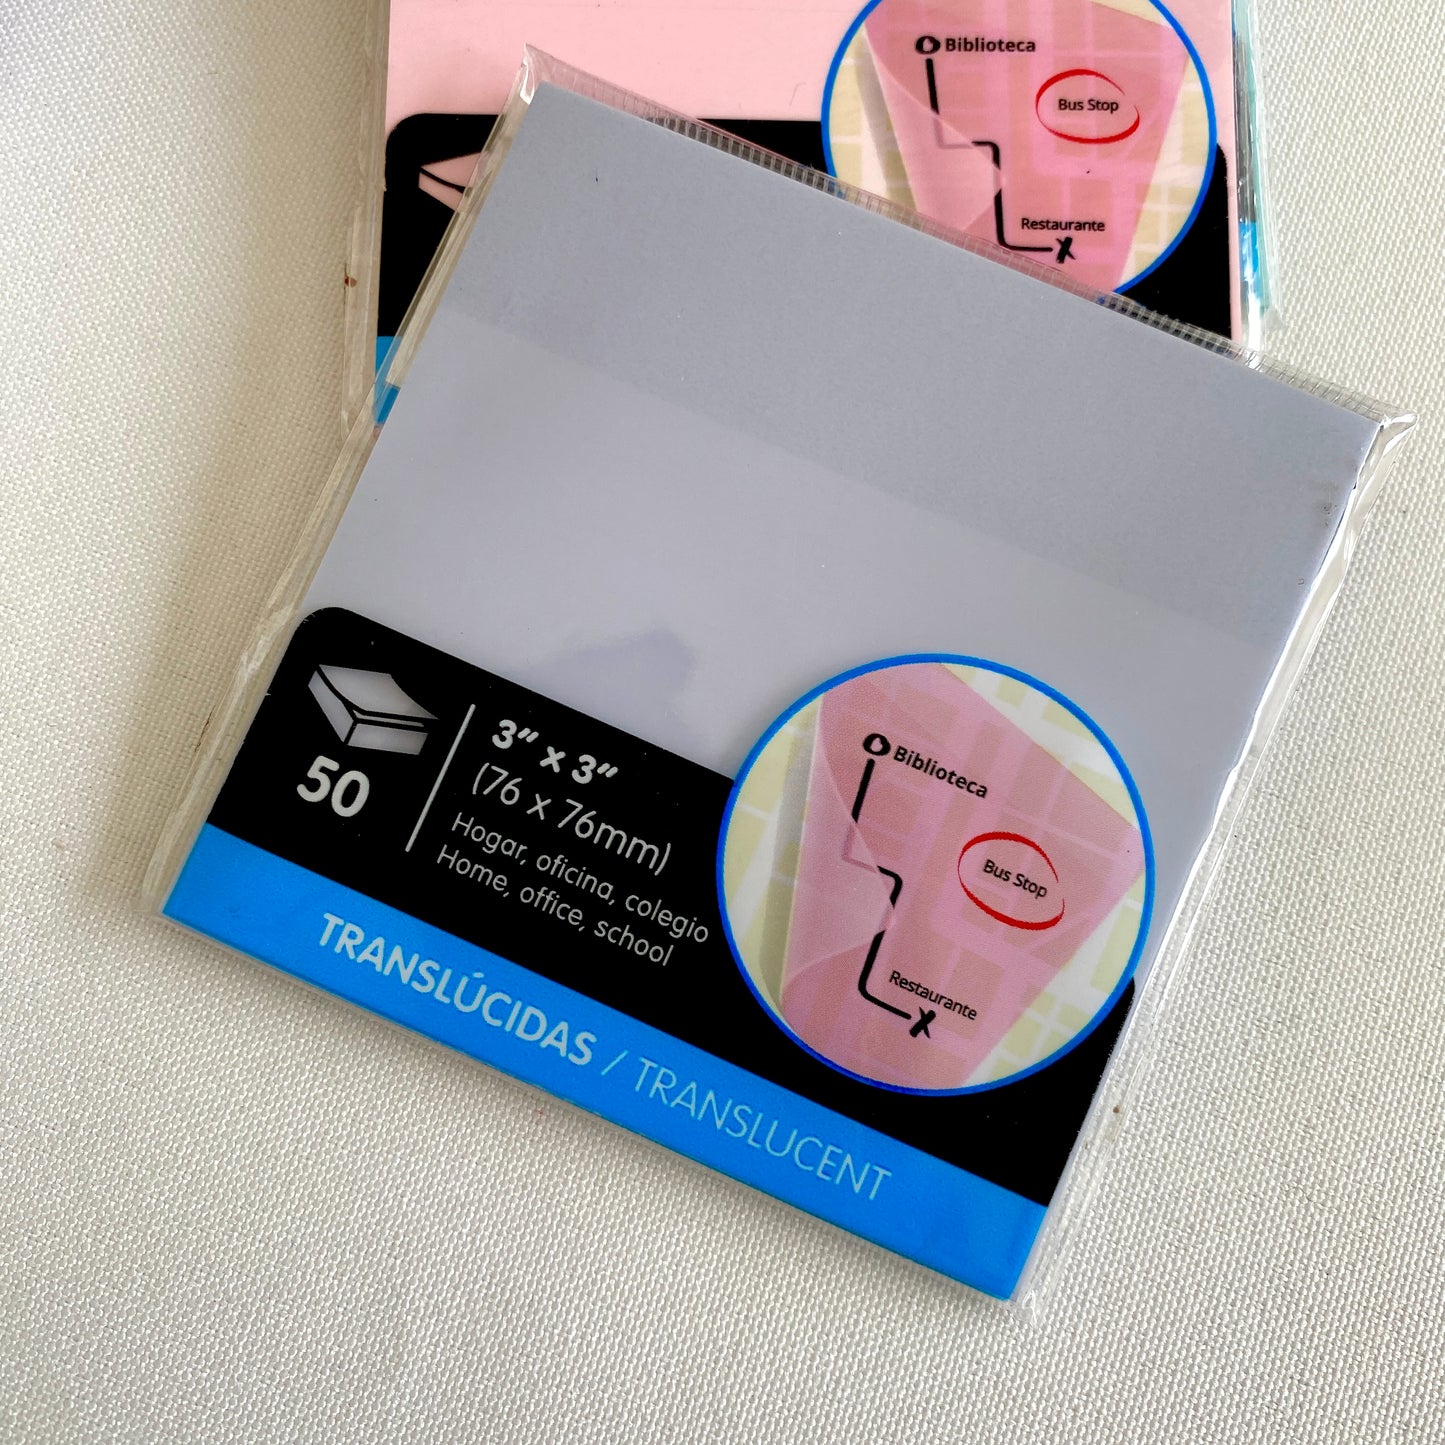 Biblioteca
Bus Stop
Restaurante
50
3" x 3"
(76 x 76mm)
Hogar, oficina, colegio
Home, office, school
Biblioteca
Bus Stop
Restaurante
TRANSLÚCIDAS / TRANSLUCENT